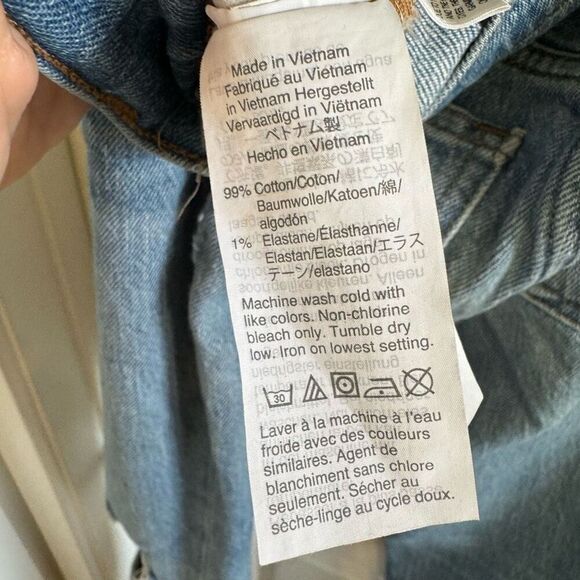 Made in Vietnam
Fabriqué au Vietnam
in Vietnam Hergestellt
Vervaardigd in Viëtnam
ベトナム製
Hecho en Vietnam
99% Cotton/Coton/
Baumwolle/Katoen/綿/
algodón
1% Elastane/Élasthanne/
Elastan/Elastaan/エラス
テーン/elastano
Machine wash cold with
like colors. Non-chlorine
bleach only. Tumble dry
low. Iron on lowest setting.
30
Laver à la machine à l'eau
froide avec des couleurs
similaires. Agent de
blanchiment sans chlore
seulement. Sécher au
sèche-linge au cycle doux.